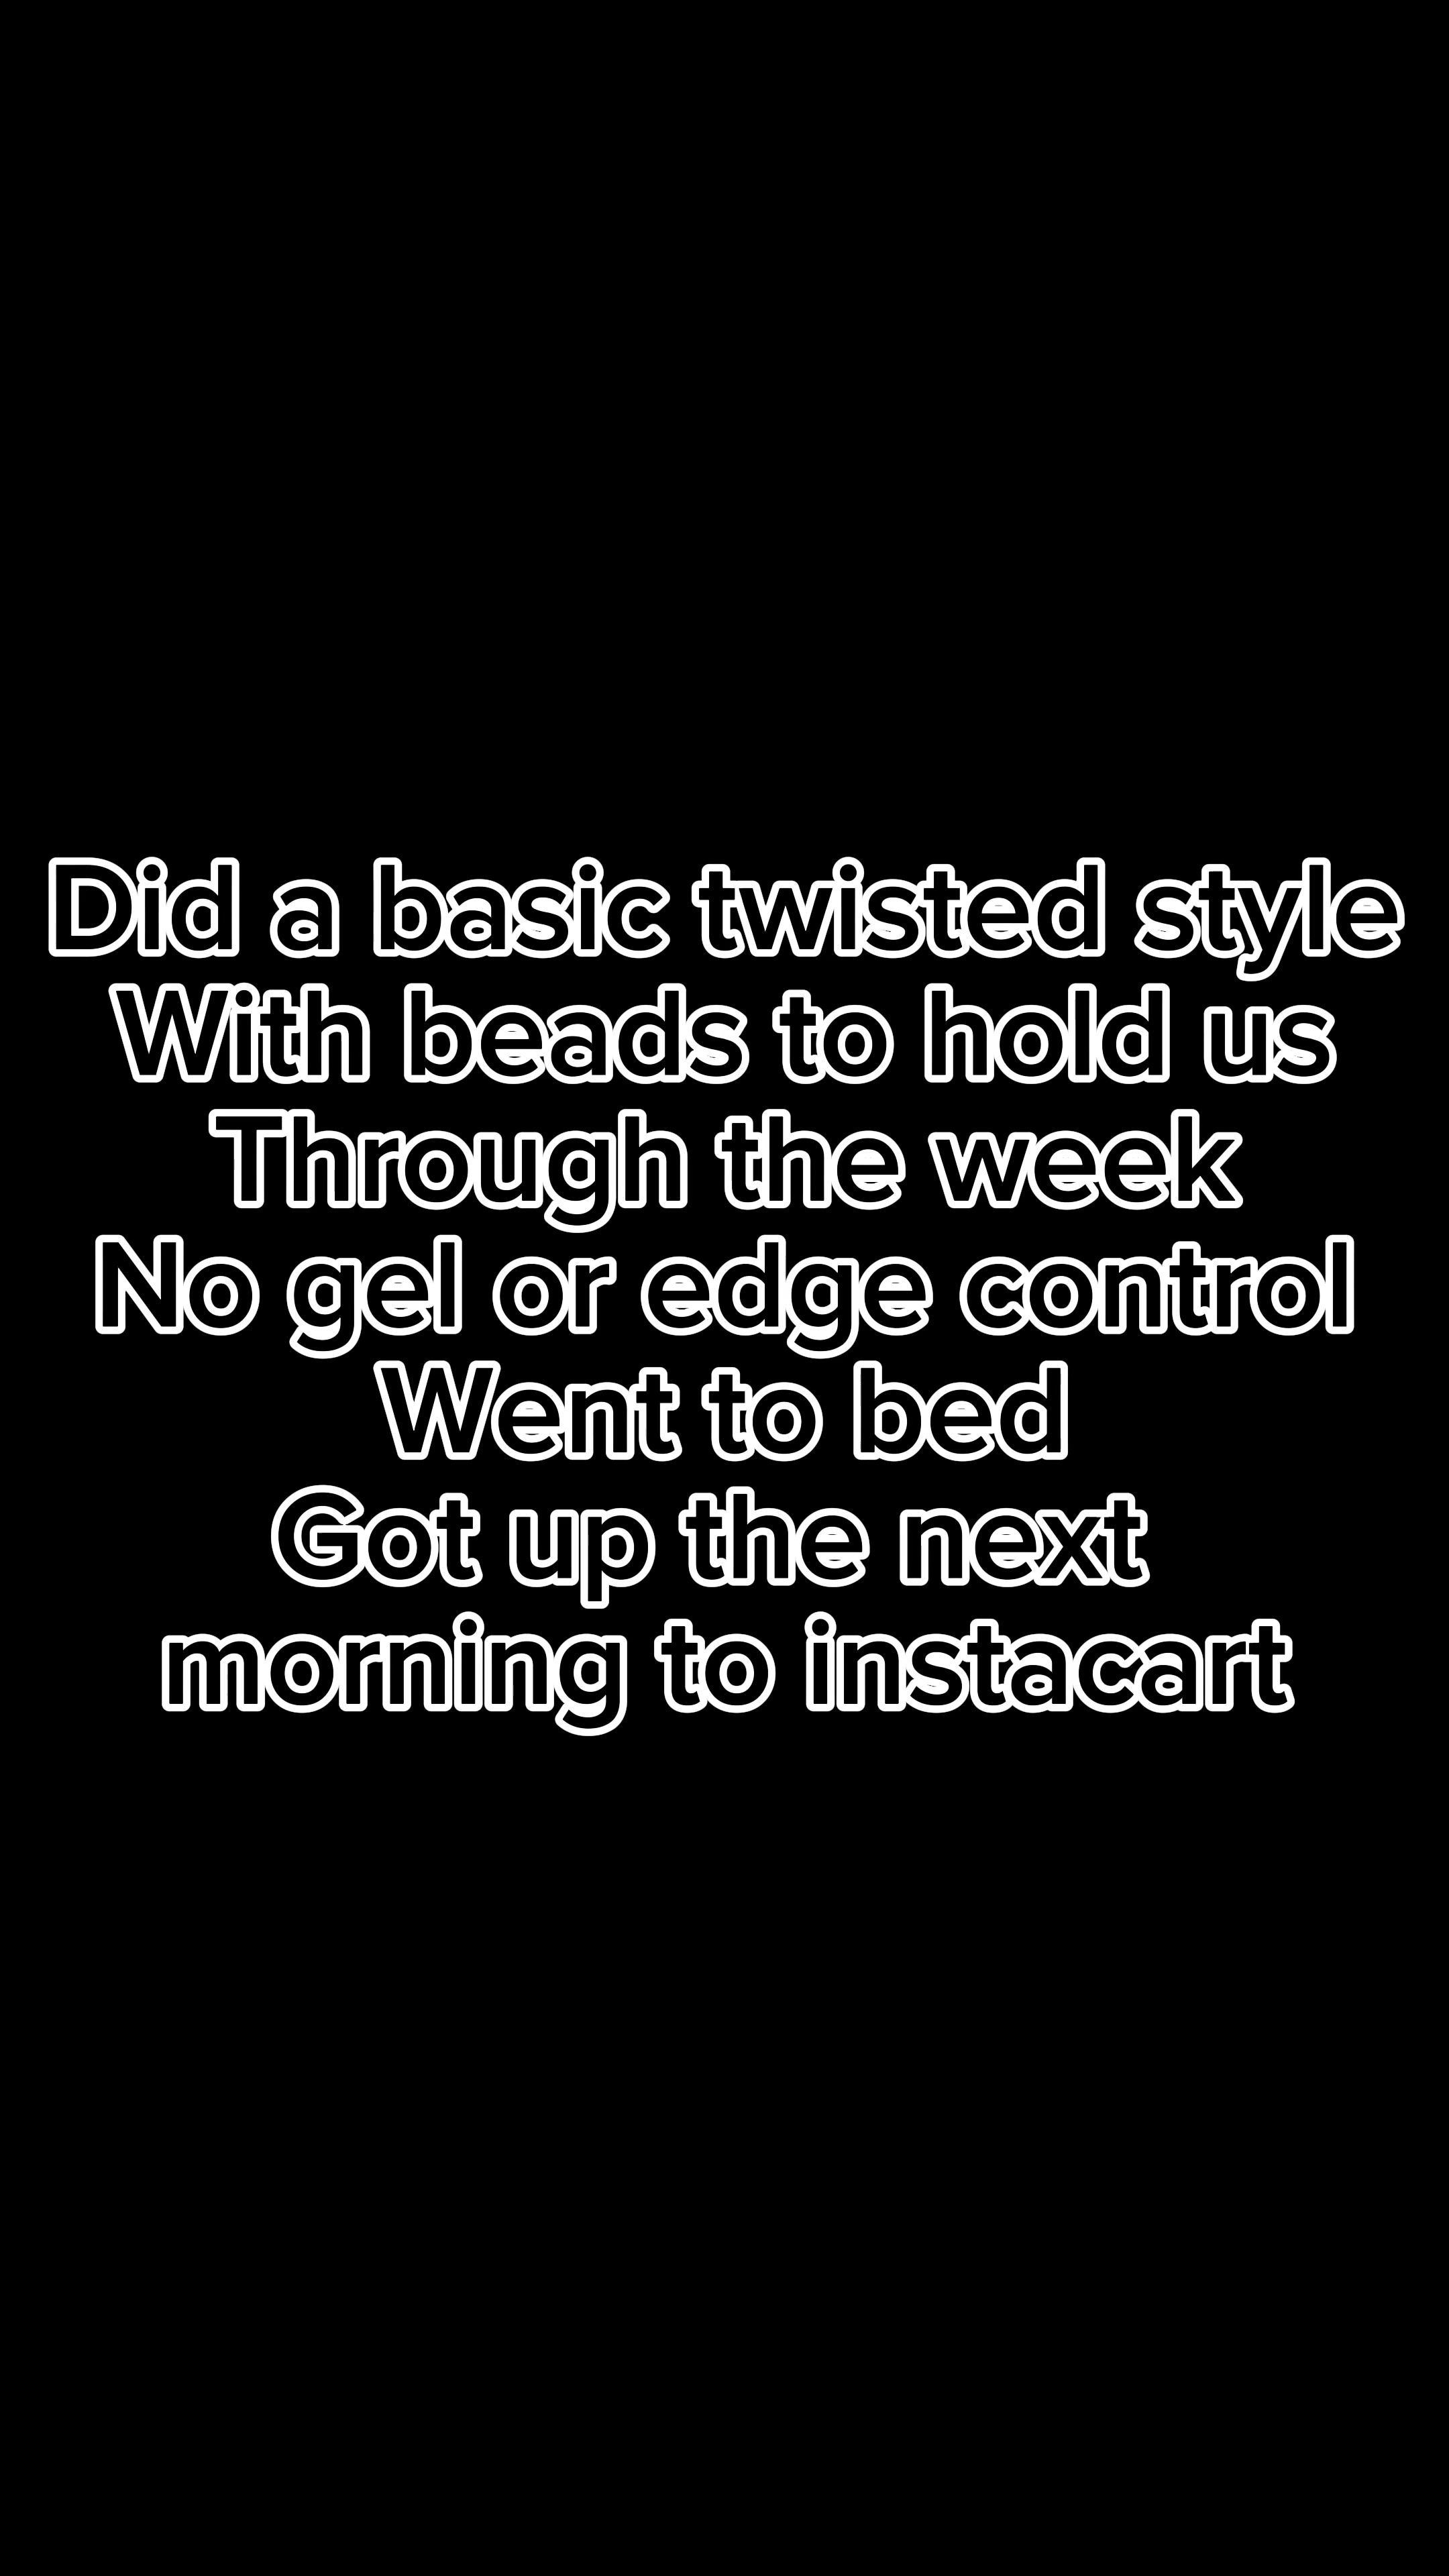 Did a basic twisted style
With beads to hold us
Through the week
No gel or edge control
Went to bed
Got up the next
morning to instacart